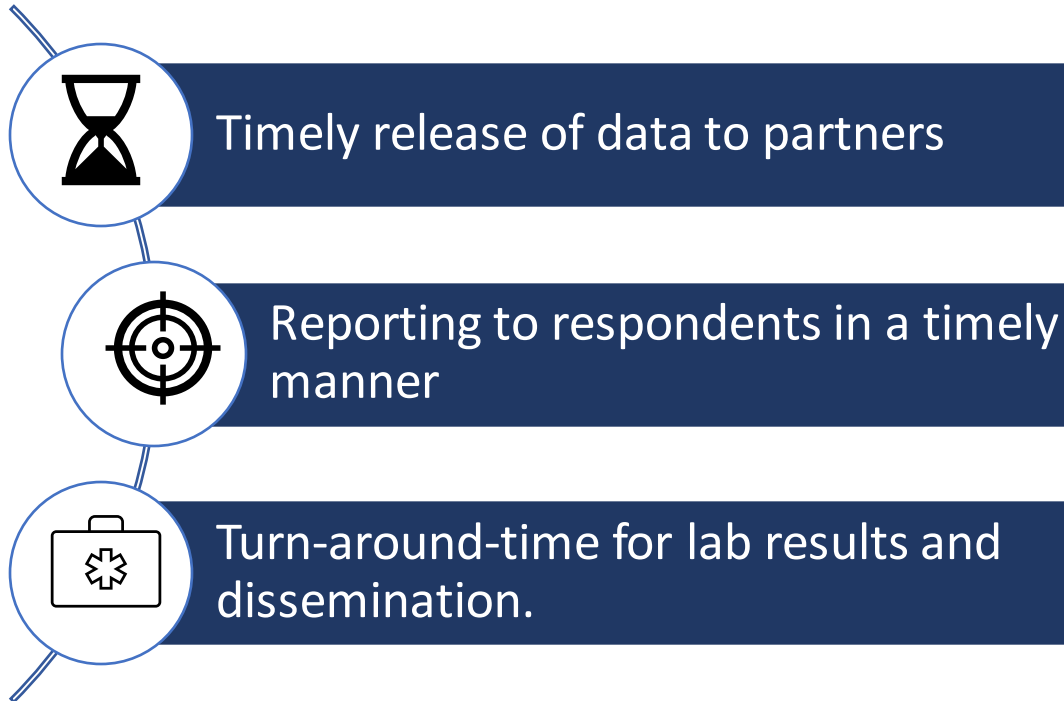 Timely release of data to partners
Reporting to respondents in a timely
manner
Turn-around-time for lab results and
dissemination.